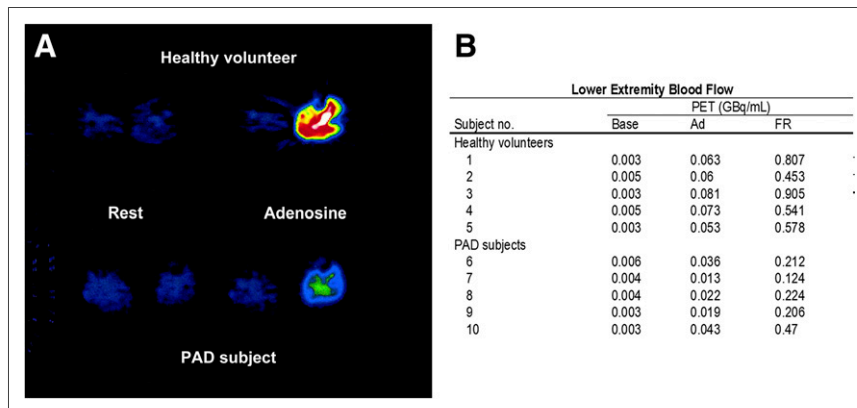 A
Healthy volunteer
Rest Adenosine
PAD subject
B
Lower Extremity Blood Flow
PET (GBq/mL)
Subject no. Base Ad FR
Healthy volunteers
1 0.003 0.063 0.807
2 0.005 0.06 0.453
3 0.003 0.081 0.905
4 0.005 0.073 0.541
5 0.003 0.053 0.578
PAD subjects
6 0.006 0.036 0.212
7 0.004 0.013 0.124
8 0.004 0.022 0.224
9 0.003 0.019 0.206
10 0.003 0.043 0.47